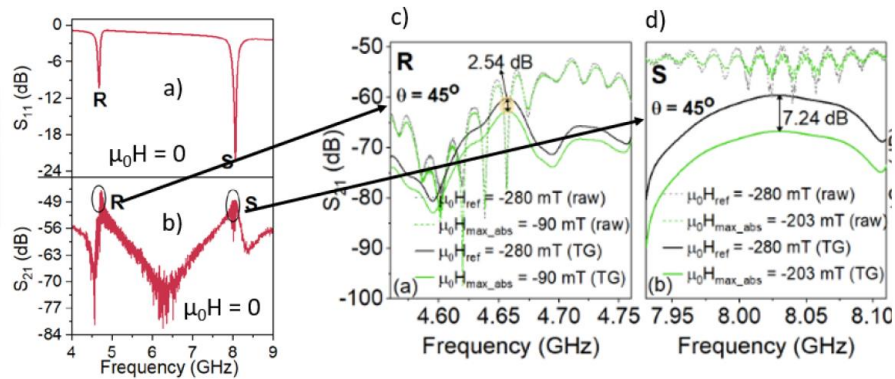 c)
d)
11
0
-3
-6
-12
-18
-24
S11 (dB)
R
a)
S
μ0H = 0
-49
-56
-63
-70
-77
-84
S21 (dB)
R
b)
S
μ0H = 0
4 5 6 7 8 9
Frequency (GHz)
-50
-60
-70
-80
-90
-100
S21 (dB)
R
2.54 dB
θ = 45°
μ0Href = -280 mT (raw)
μ0Hmax_abs = -90 mT (raw)
μ0Href = -280 mT (TG)
μ0Hmax_abs = -90 mT (TG)
(a)
4.60 4.65 4.70 4.75
Frequency (GHz)
S
θ = 45°
7.24 dB
μ0Href = -280 mT (raw)
μ0Hmax_abs = -203 mT (raw)
μ0Href = -280 mT (TG)
μ0Hmax_abs = -203 mT (TG)
(b)
7.95 8.00 8.05 8.10
Frequency (GHz)